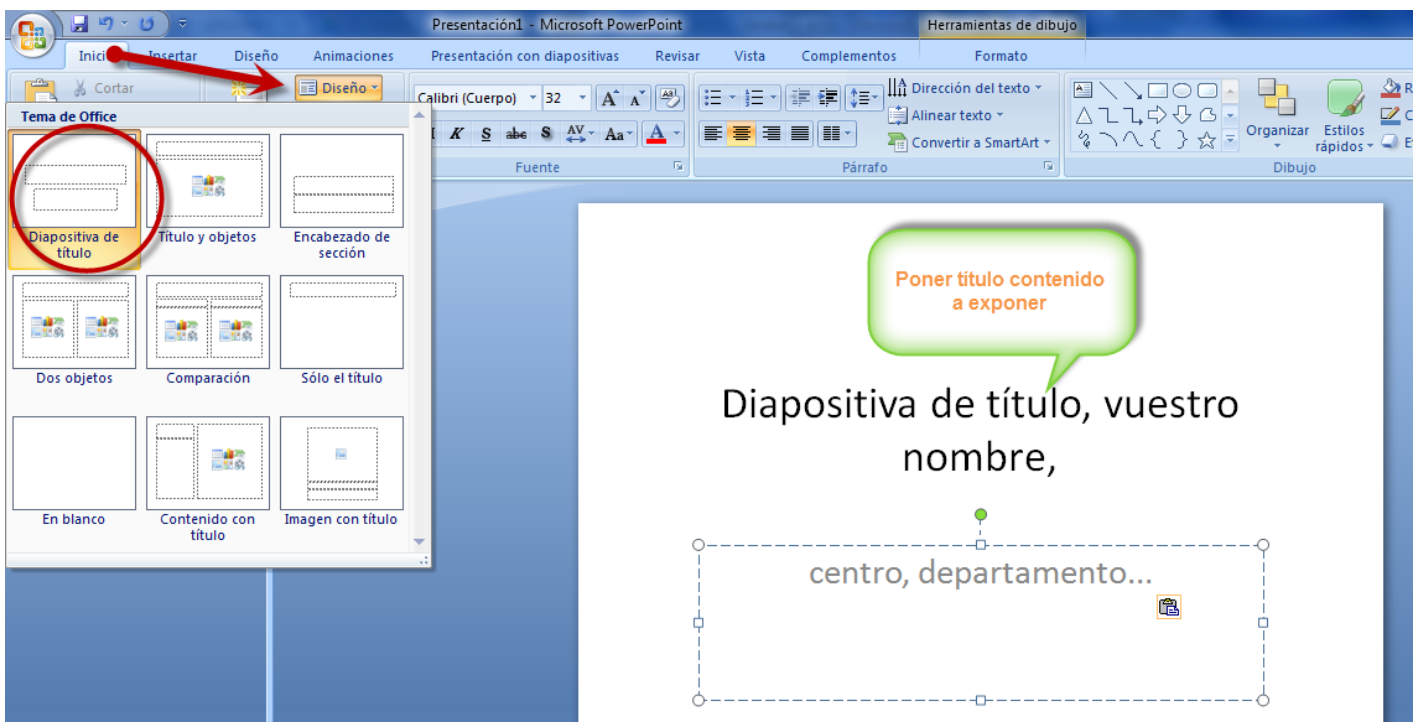 Presentación1 - Microsoft PowerPoint
Herramientas de dibujo
Inicio Insertar Diseño Animaciones Presentación con diapositivas Revisar Vista Complementos Formato
Cortar
Diseño
Calibri (Cuerpo) 32
Dirección del texto
Alinear texto
Convertir a SmartArt
K S abc S AV Aa A
Organizar
Estilos rápidos
Fuente
Párrafo
Dibujo
Tema de Office
Diapositiva de
título
Título y objetos
Encabezado de
sección
Dos objetos
Comparación
Sólo el título
En blanco
Contenido con
título
Imagen con título
Poner titulo contenido
a exponer
Diapositiva de título, vuestro
nombre,
centro, departamento...